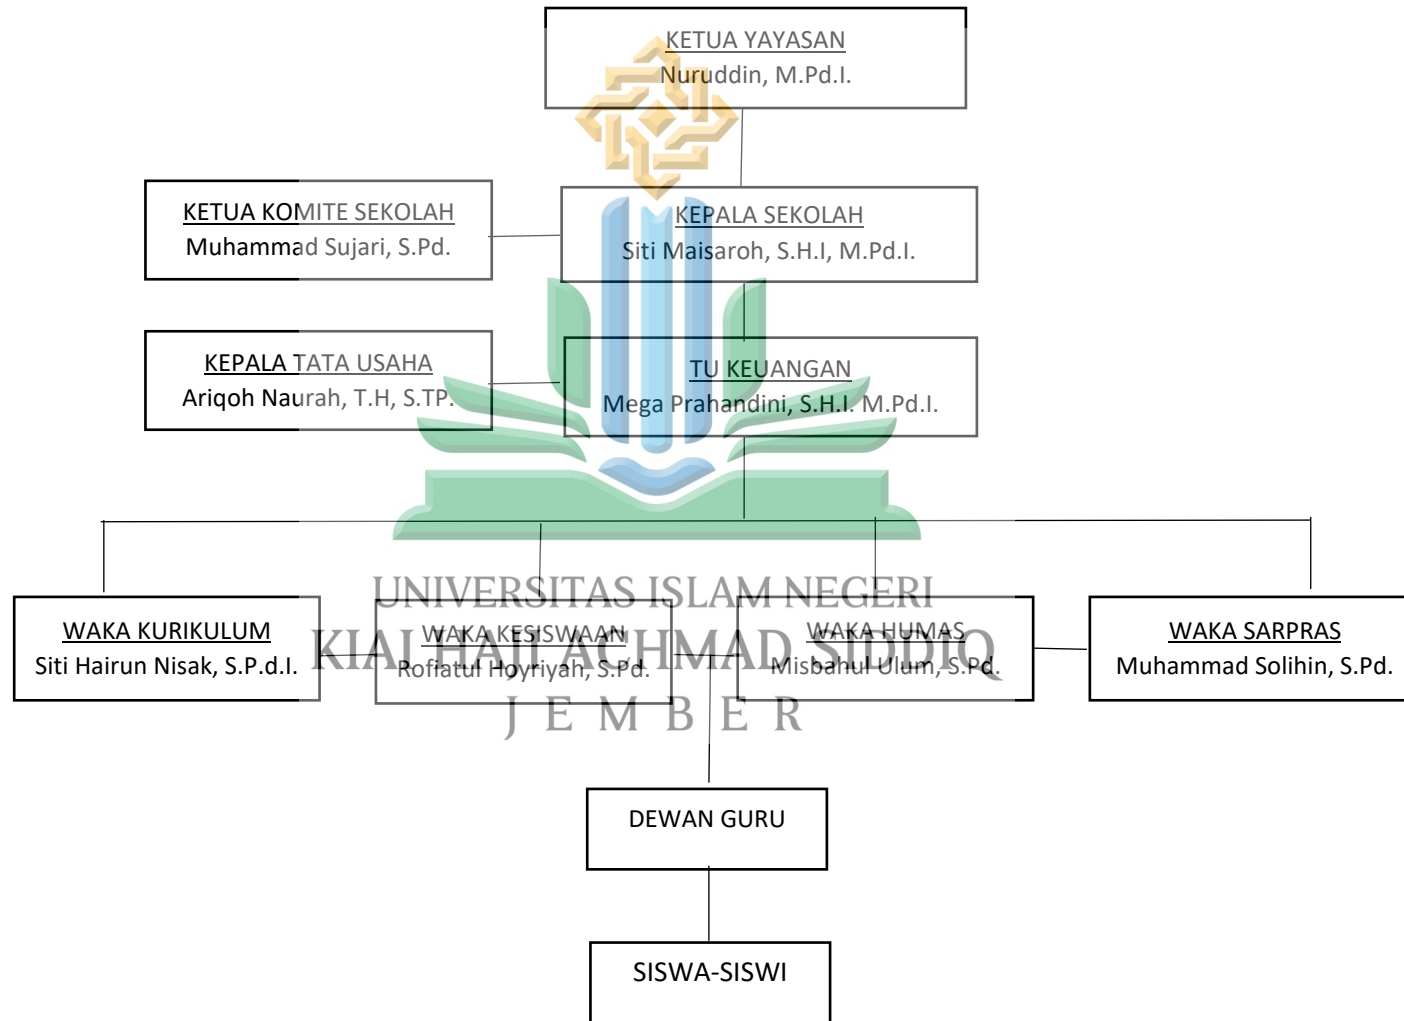 KETUA YAYASAN
Nuruddin, M.Pd.I.
KETUA KOMITE SEKOLAH
Muhammad Sujari, S.Pd.
KEPALA SEKOLAH
Siti Maisaroh, S.H.I, M.Pd.I.
KEPALA TATA USAHA
Ariqoh Naurah, T.H, S.TP.
TU KEUANGAN
Mega Prahandini, S.H.I. M.Pd.I.
WAKA KURIKULUM
Siti Hairun Nisak, S.P.d.I.
WAKA KESISWAAN
Rofiatul Hoyriyah, S.Pd.
WAKA HUMAS
Misbahul Ulum, S.Pd.
WAKA SARPRAS
Muhammad Solihin, S.Pd.
UNIVERSITAS ISLAM NEGERI
KIAI HAJI ACHMAD SIDDIQ
JEMBER
DEWAN GURU
SISWA-SISWI